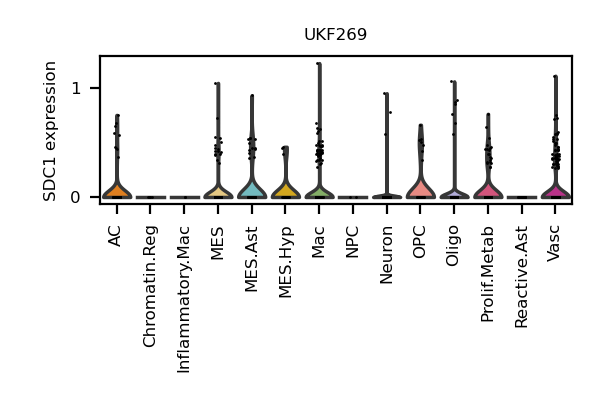 UKF269
SDC1 expression
1
0
AC
Chromatin.Reg
Inflammatory.Mac
MES
MES.Ast
MES.Hyp
Mac
NPC
Neuron
OPC
Oligo
Prolif.Metab
Reactive.Ast
Vasc